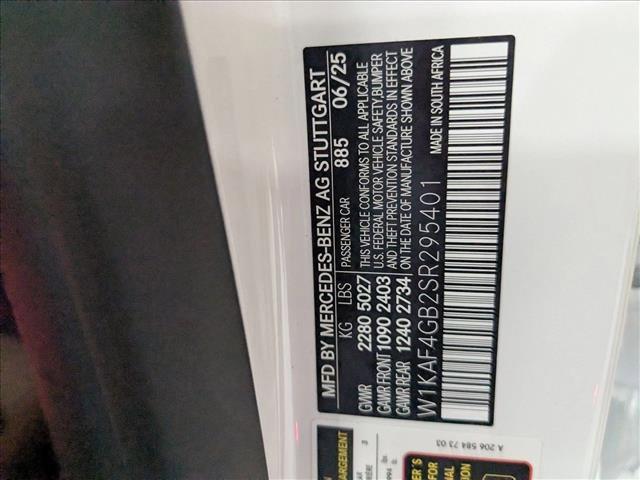 MFD BY MERCEDES-BENZ AG STUTTGART
KG LBS PASSENGER CAR 885 06/25
GVWR 2280 5027
GAWR FRONT 1090 2403
GAWR REAR 1240 2734
THIS VEHICLE CONFORMS TO ALL APPLICABLE
U.S. FEDERAL MOTOR VEHICLE SAFETY,BUMPER
AND THEFT PREVENTION STANDARDS IN EFFECT
ON THE DATE OF MANUFACTURE SHOWN ABOVE
W1KAF4GB2SR295401 MADE IN SOUTH AFRICA
A 206 584 73 03